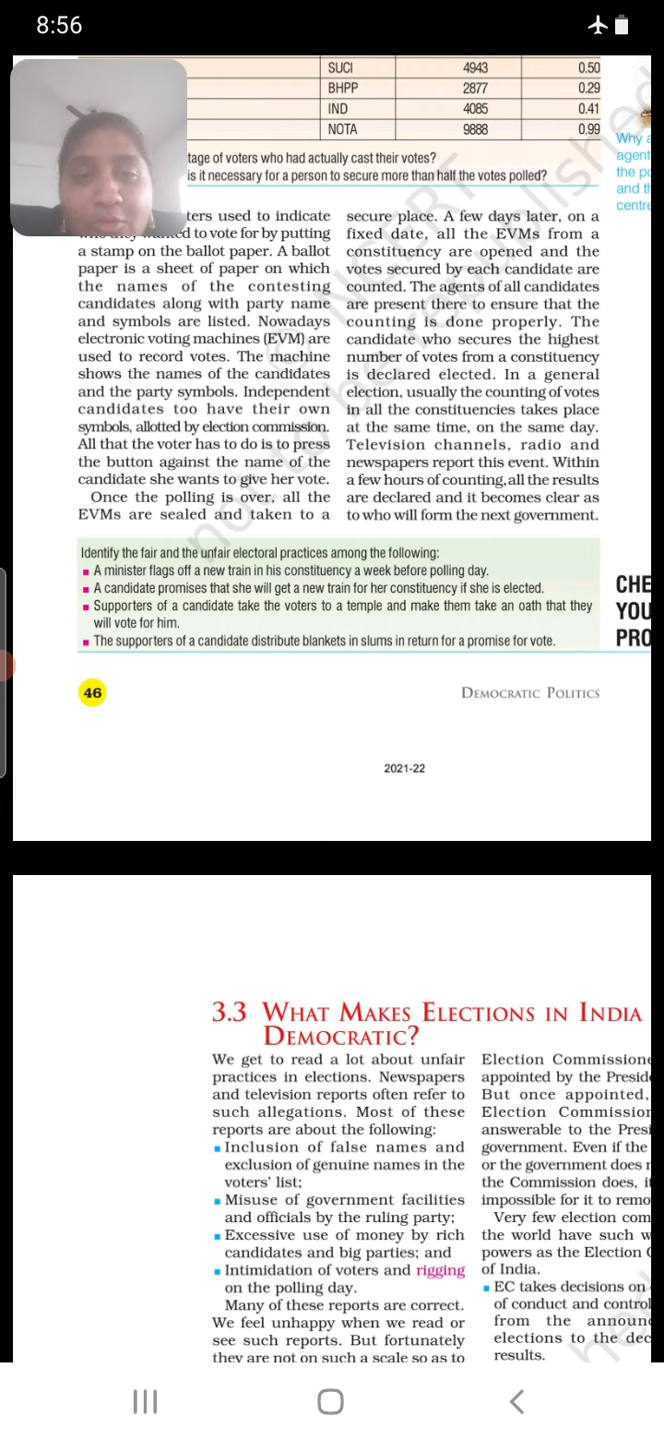 8:56
SUCI 4943 0.50
BHPP 2877 0.29
IND 4085 0.41
NOTA 9888 0.99
tage of voters who had actually cast their votes?
is it necessary for a person to secure more than half the votes polled?
Why
agent
the
and
centre
ters used to indicate
to vote for by putting
a stamp on the ballot paper. A ballot
paper is a sheet of paper on which
the names of the contesting
candidates along with party name
and symbols are listed. Nowadays
electronic voting machines (EVM) are
used to record votes. The machine
shows the names of the candidates
and the party symbols. Independent
candidates too have their own
symbols, allotted by election commission.
All that the voter has to do is to press
the button against the name of the
candidate she wants to give her vote.
Once the polling is over, all the
EVMs are sealed and taken to a
secure place. A few days later, on a
fixed date, all the EVMs from a
constituency are opened and the
votes secured by each candidate are
counted. The agents of all candidates
are present there to ensure that the
counting is done properly. The
candidate who secures the highest
number of votes from a constituency
is declared elected. In a general
election, usually the counting of votes
in all the constituencies takes place
at the same time, on the same day.
Television channels, radio and
newspapers report this event. Within
a few hours of counting, all the results
are declared and it becomes clear as
to who will form the next government.
© NCERT
not to be republished
Identify the fair and the unfair electoral practices among the following:
■ A minister flags off a new train in his constituency a week before polling day.
■ A candidate promises that she will get a new train for her constituency if she is elected.
■ Supporters of a candidate take the voters to a temple and make them take an oath that they
will vote for him.
■ The supporters of a candidate distribute blankets in slums in return for a promise for vote.
CHE
YOU
PRO
46
DEMOCRATIC POLITICS
2021-22
3.3 WHAT MAKES ELECTIONS IN INDIA
DEMOCRATIC?
We get to read a lot about unfair
practices in elections. Newspapers
and television reports often refer to
such allegations. Most of these
reports are about the following:
■ Inclusion of false names and
exclusion of genuine names in the
voters' list;
■ Misuse of government facilities
and officials by the ruling party;
■ Excessive use of money by rich
candidates and big parties; and
■ Intimidation of voters and rigging
on the polling day.
Many of these reports are correct.
We feel unhappy when we read or
see such reports. But fortunately
they are not on such a scale so as to
Election Commissione
appointed by the Presid
But once appointed,
Election Commission
answerable to the Presi
government. Even if the
or the government does
the Commission does, i
impossible for it to remo
Very few election com
the world have such w
powers as the Election
of India.
■ EC takes decisions on
of conduct and control
from the announ
elections to the dec
results.